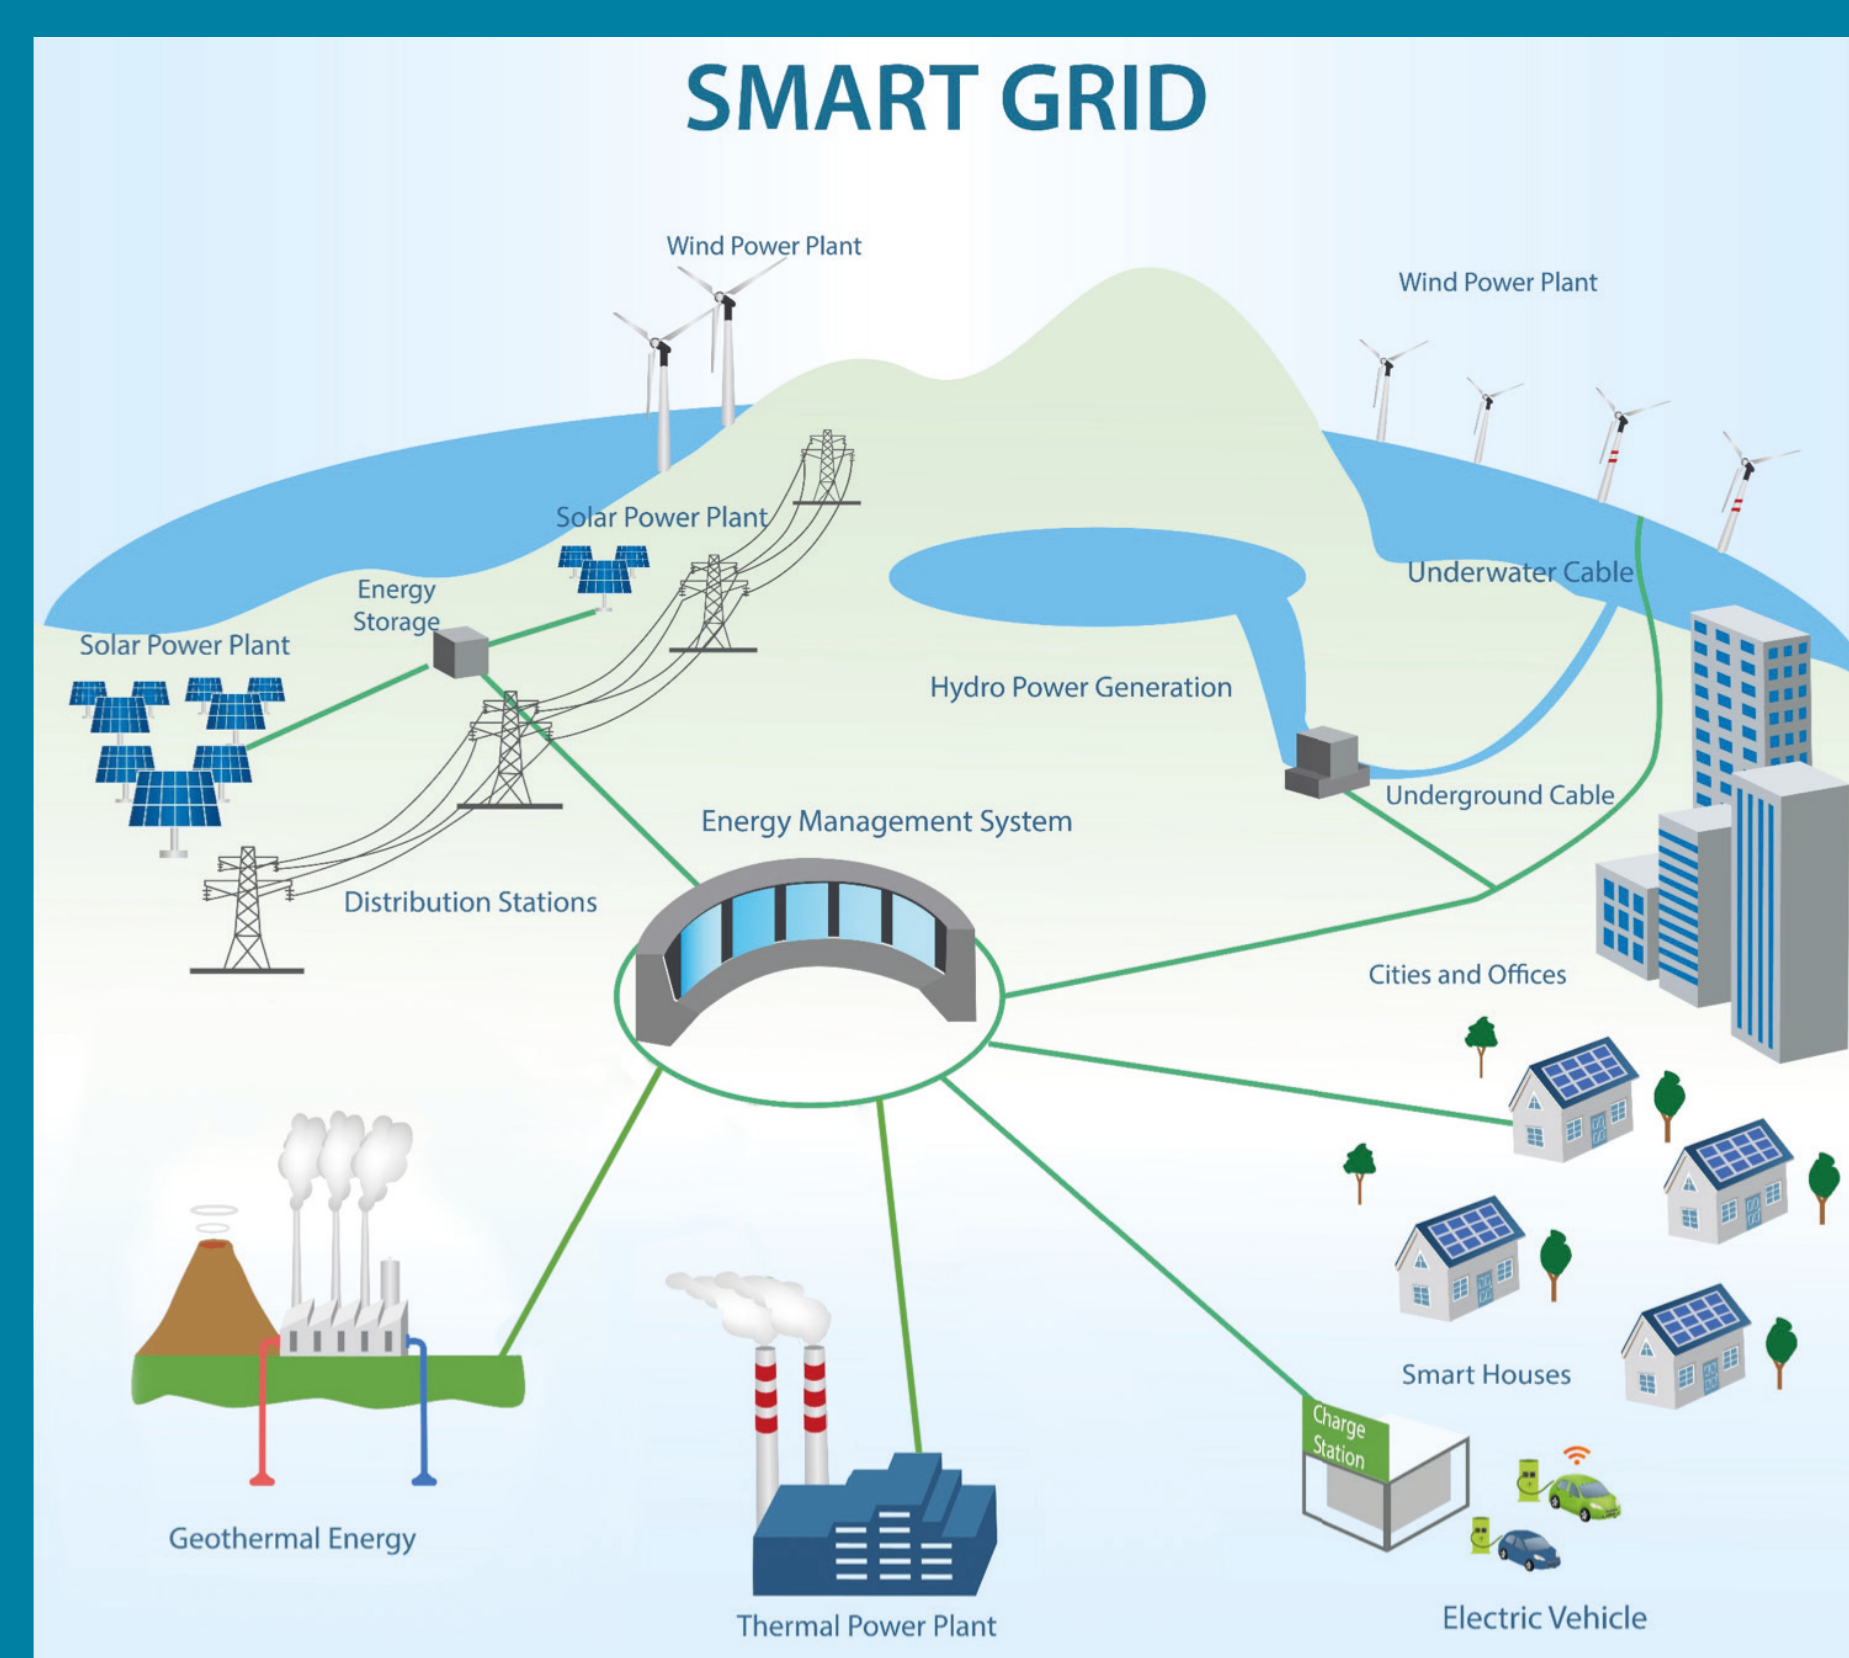 SMART GRID
Wind Power Plant
Wind Power Plant
Solar Power Plant
Energy
Storage
Underwater Cable
Solar Power Plant
Hydro Power Generation
Underground Cable
Energy Management System
Distribution Stations
Cities and Offices
Smart Houses
Charge
Station
Geothermal Energy
Thermal Power Plant
Electric Vehicle